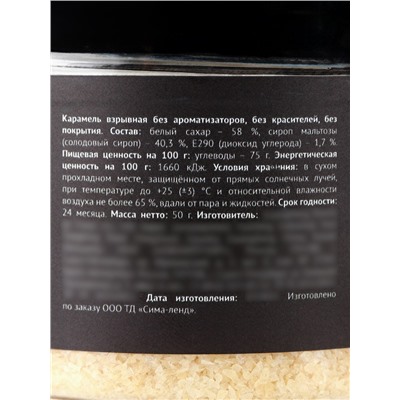 Карамель взрывная без ароматизаторов, без красителей, без
покрытия. Состав: белый сахар – 58 %, сироп мальтозы
(солодовый сироп) – 40,3 %, Е290 (диоксид углерода) – 1,7 %.
Пищевая ценность на 100 г: углеводы – 75 г. Энергетическая
ценность на 100 г: 1660 кДж. Условия хранения: в сухом
прохладном месте, защищённом от прямых солнечных лучей,
при температуре до +25 (±3) °С и относительной влажности
воздуха не более 65 %, вдали от пара и жидкостей. Срок годности:
24 месяца. Масса нетто: 50 г. Изготовитель:
Дата изготовления: Изготовлено
по заказу ООО ТД «Сима-ленд».